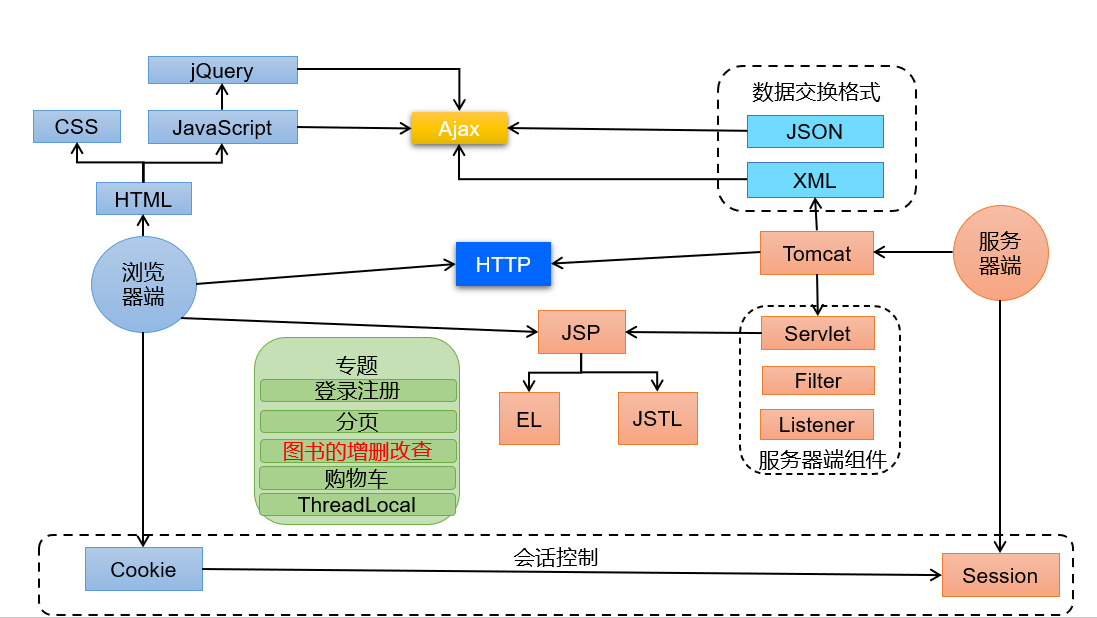 jQuery
数据交换格式
CSS
JavaScript
Ajax
JSON
XML
HTML
浏览
器端
HTTP
Tomcat
服务
器端
JSP
Servlet
专题
登录注册
分页
图书的增删改查
购物车
ThreadLocal
EL
JSTL
Filter
Listener
服务器端组件
会话控制
Cookie
Session